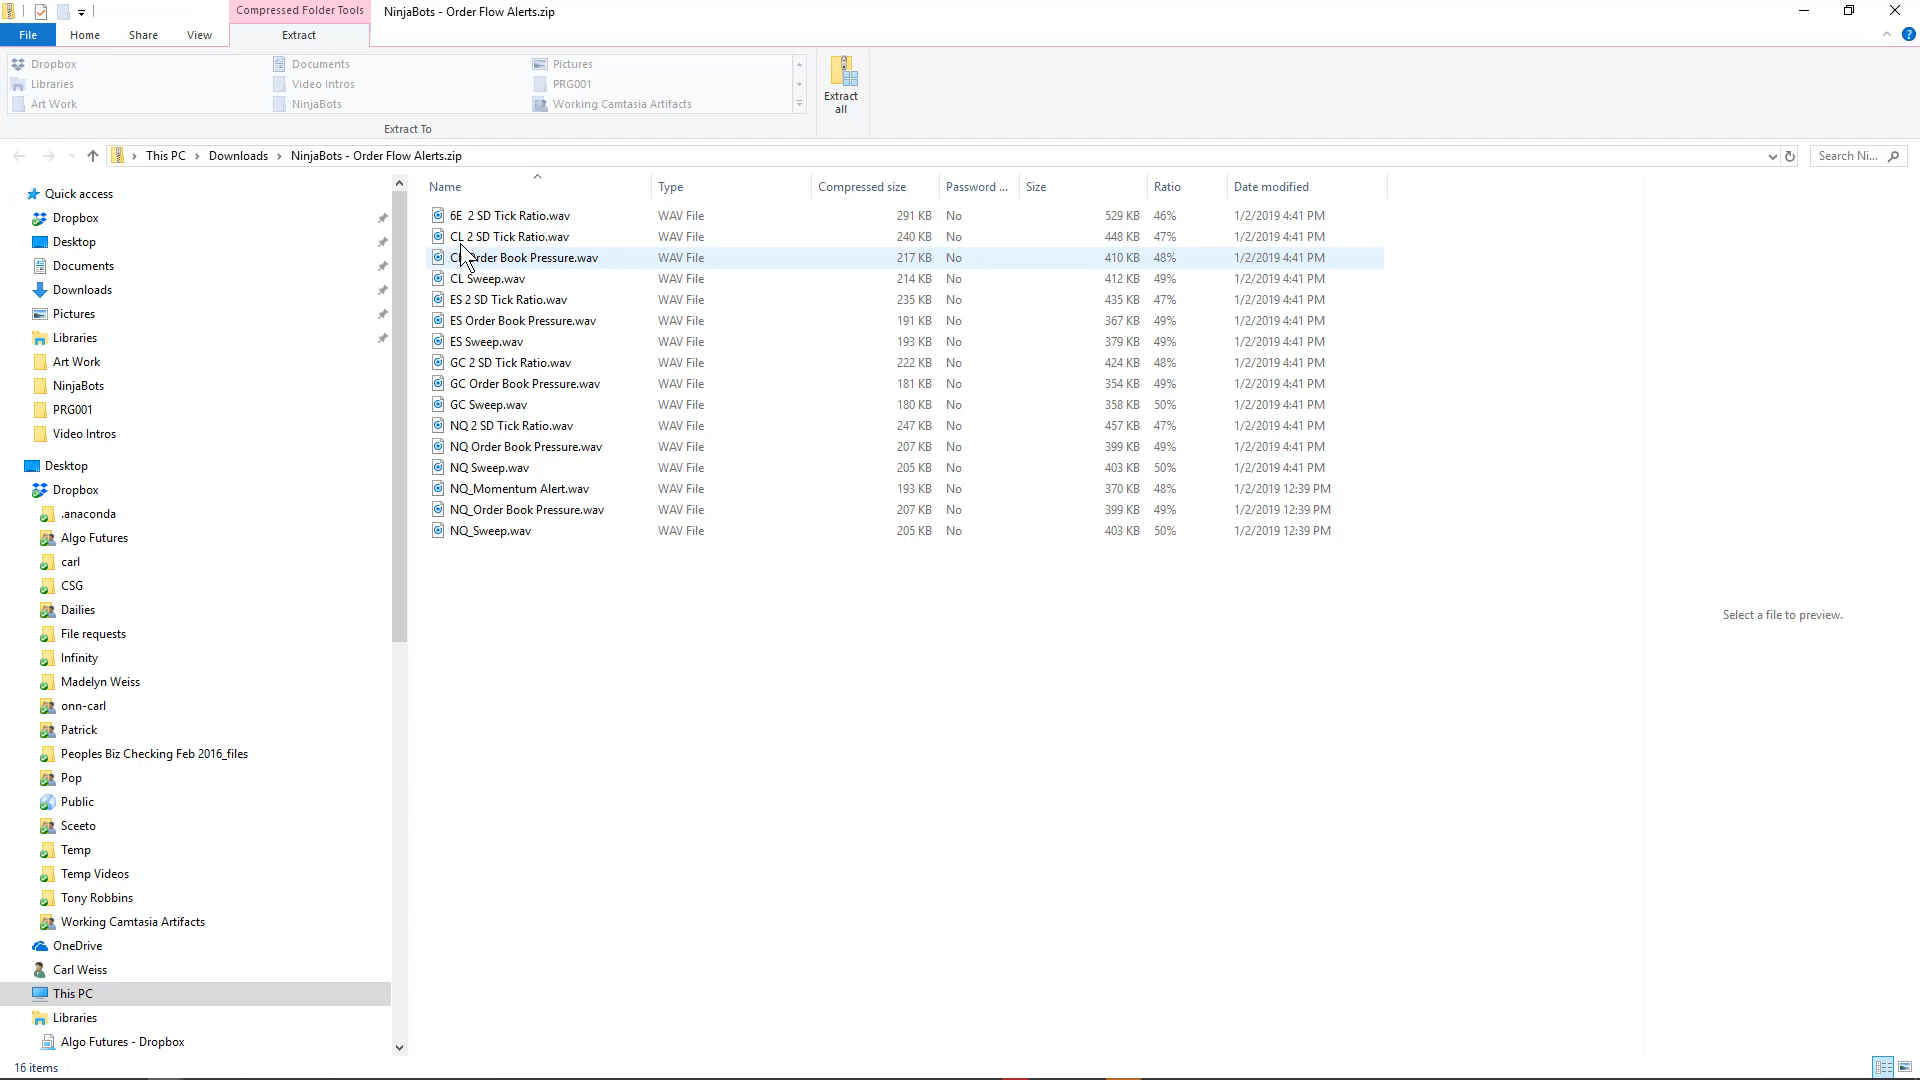 Compressed Folder Tools
NinjaBots - Order Flow Alerts.zip
File
Home
Share
View
Extract
Dropbox
Documents
Pictures
Libraries
Video Intros
PRG001
Art Work
NinjaBots
Working Camtasia Artifacts
Extract To
Extract
all
This PC > Downloads > NinjaBots - Order Flow Alerts.zip
Search Ni...
Quick access
Dropbox
Desktop
Documents
Downloads
Pictures
Libraries
Art Work
NinjaBots
PRG001
Video Intros
Desktop
Dropbox
.anaconda
Algo Futures
carl
CSG
Dailies
File requests
Infinity
Madelyn Weiss
onn-carl
Patrick
Peoples Biz Checking Feb 2016_files
Pop
Public
Sceeto
Temp
Temp Videos
Tony Robbins
Working Camtasia Artifacts
OneDrive
Carl Weiss
This PC
Libraries
Algo Futures - Dropbox
Name Type Compressed size Password ... Size Ratio Date modified
6E 2 SD Tick Ratio.wav WAV File 291 KB No 529 KB 46% 1/2/2019 4:41 PM
CL 2 SD Tick Ratio.wav WAV File 240 KB No 448 KB 47% 1/2/2019 4:41 PM
CL Order Book Pressure.wav WAV File 217 KB No 410 KB 48% 1/2/2019 4:41 PM
CL Sweep.wav WAV File 214 KB No 412 KB 49% 1/2/2019 4:41 PM
ES 2 SD Tick Ratio.wav WAV File 235 KB No 435 KB 47% 1/2/2019 4:41 PM
ES Order Book Pressure.wav WAV File 191 KB No 367 KB 49% 1/2/2019 4:41 PM
ES Sweep.wav WAV File 193 KB No 379 KB 49% 1/2/2019 4:41 PM
GC 2 SD Tick Ratio.wav WAV File 222 KB No 424 KB 48% 1/2/2019 4:41 PM
GC Order Book Pressure.wav WAV File 181 KB No 354 KB 49% 1/2/2019 4:41 PM
GC Sweep.wav WAV File 180 KB No 358 KB 50% 1/2/2019 4:41 PM
NQ 2 SD Tick Ratio.wav WAV File 247 KB No 457 KB 47% 1/2/2019 4:41 PM
NQ Order Book Pressure.wav WAV File 207 KB No 399 KB 49% 1/2/2019 4:41 PM
NQ Sweep.wav WAV File 205 KB No 403 KB 50% 1/2/2019 4:41 PM
NQ_Momentum Alert.wav WAV File 193 KB No 370 KB 48% 1/2/2019 12:39 PM
NQ_Order Book Pressure.wav WAV File 207 KB No 399 KB 49% 1/2/2019 12:39 PM
NQ_Sweep.wav WAV File 205 KB No 403 KB 50% 1/2/2019 12:39 PM
Select a file to preview.
16 items